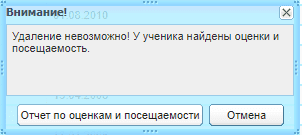 Внимание!
Удаление невозможно! У ученика найдены оценки и
посещаемость.
Отчет по оценкам и посещаемости
Отмена